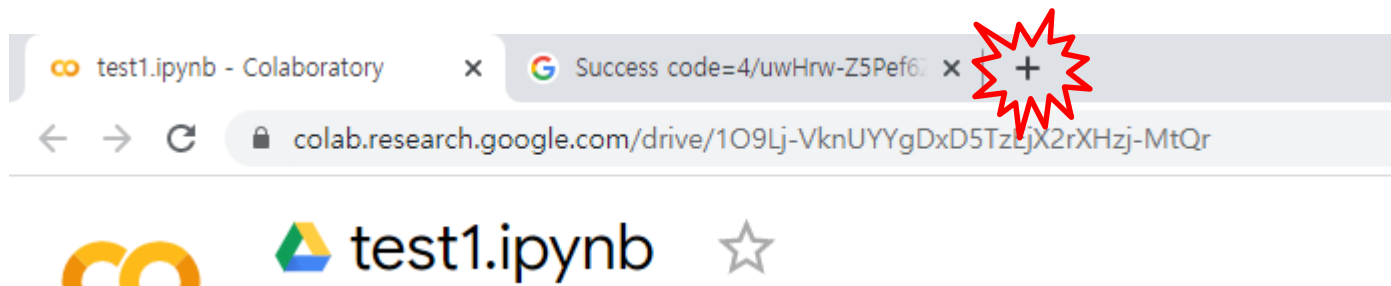 test1.ipynb - Colaboratory
Success code=4/uwHrw-Z5Pef6
colab.research.google.com/drive/1O9Lj-VknUYYgDxD5TzEjX2rXHzj-MtQr
test1.ipynb